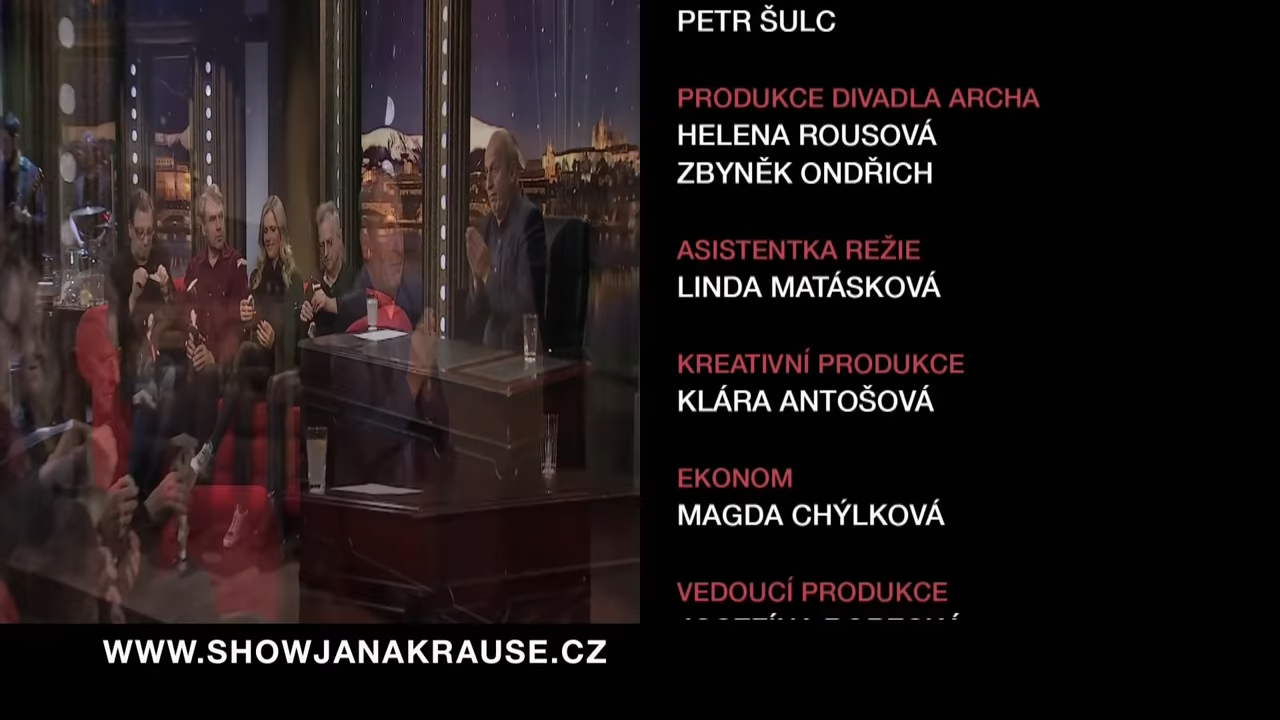 PETR ŠULC
PRODUKCE DIVADLA ARCHA
HELENA ROUSOVÁ
ZBYNĚK ONDŘICH
ASISTENTKA REŽIE
LINDA MATÁSKOVÁ
KREATIVNÍ PRODUKCE
KLÁRA ANTOŠOVÁ
EKONOM
MAGDA CHÝLKOVÁ
VEDOUCÍ PRODUKCE
WWW.SHOWJANAKRAUSE.CZ